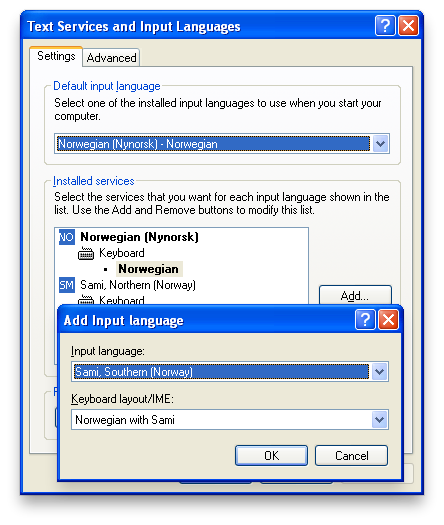 Text Services and Input Languages
Settings
Advanced
Default input language
Select one of the installed input languages to use when you start your
computer.
Norwegian (Nynorsk) - Norwegian
Installed services
Select the services that you want for each input language shown in the
list. Use the Add and Remove buttons to modify this list.
NO Norwegian (Nynorsk)
Keyboard
• Norwegian
SM Sami, Northern (Norway)
Keyboard
Add...
Add Input language
Input language:
Sami, Southern (Norway)
Keyboard layout/IME:
Norwegian with Sami
OK
Cancel